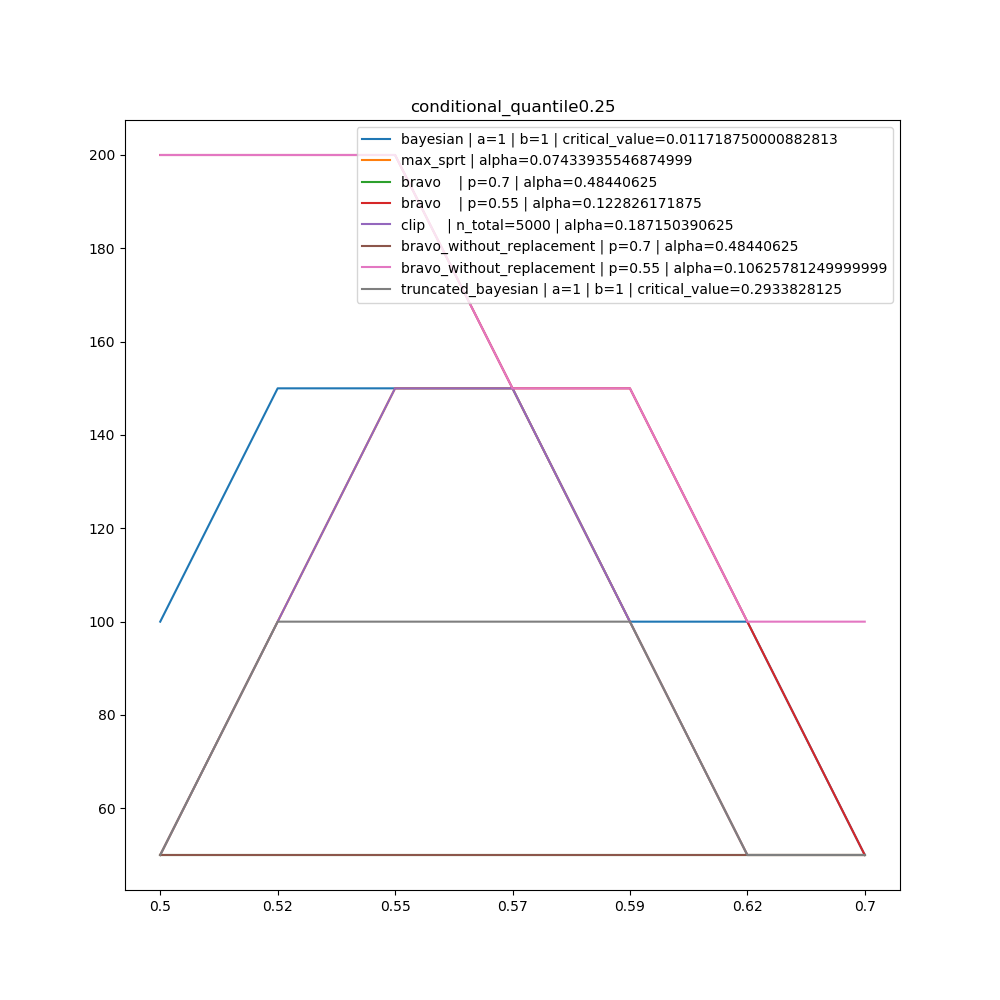 conditional_quantile0.25
bayesian | a=1 | b=1 | critical_value=0.011718750000882813
max_sprt | alpha=0.07433935546874999
bravo    | p=0.7 | alpha=0.48440625
bravo    | p=0.55 | alpha=0.122826171875
clip     | n_total=5000 | alpha=0.187150390625
bravo_without_replacement | p=0.7 | alpha=0.48440625
bravo_without_replacement | p=0.55 | alpha=0.10625781249999999
truncated_bayesian | a=1 | b=1 | critical_value=0.2933828125
200
180
160
140
120
100
80
60
0.5 0.52 0.55 0.57 0.59 0.62 0.7